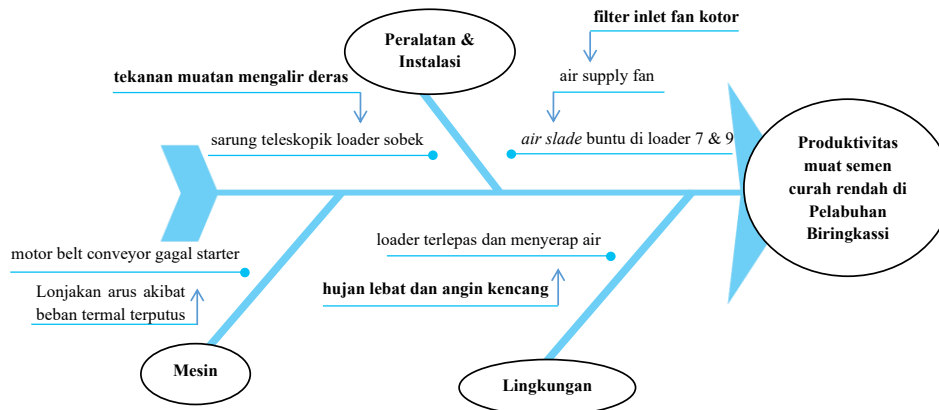 filter inlet fan kotor
Peralatan &
Instalasi
tekanan muatan mengalir deras
air supply fan
sarung teleskopik loader sobek
air slade buntu di loader 7 & 9
Produktivitas
muat semen
curah rendah di
Pelabuhan
Biringkassi
motor belt conveyor gagal starter
loader terlepas dan menyerap air
Lonjakan arus akibat
beban termal terputus
hujan lebat dan angin kencang
Mesin
Lingkungan